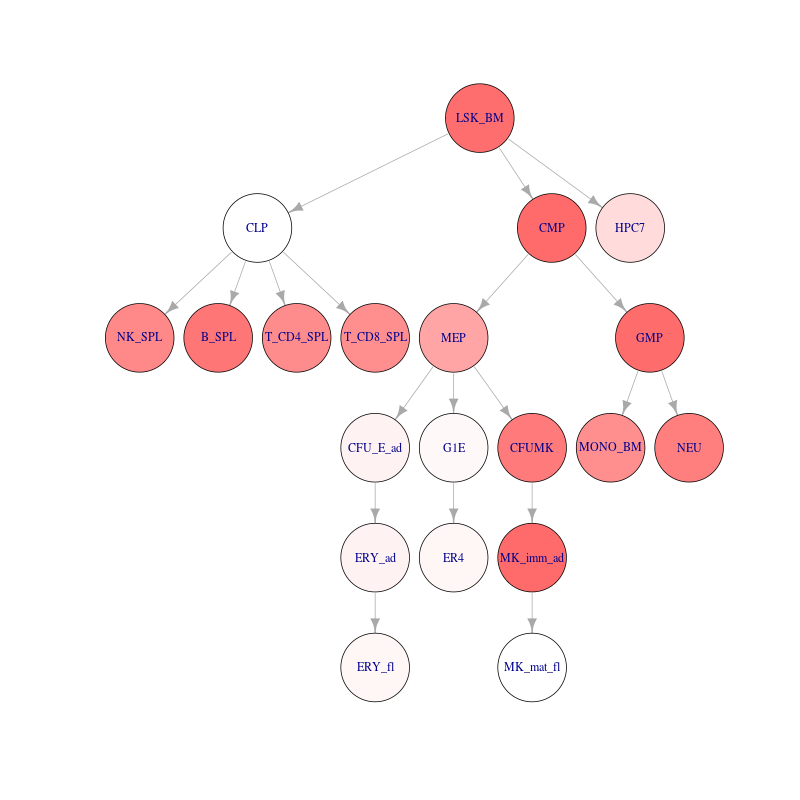 LSK_BM
CLP
CMP
HPC7
NK_SPL
B_SPL
T_CD4_SPL
T_CD8_SPL
MEP
GMP
CFU_E_ad
G1E
CFUMK
MONO_BM
NEU
ERY_ad
ER4
MK_imm_ad
ERY_fl
MK_mat_fl